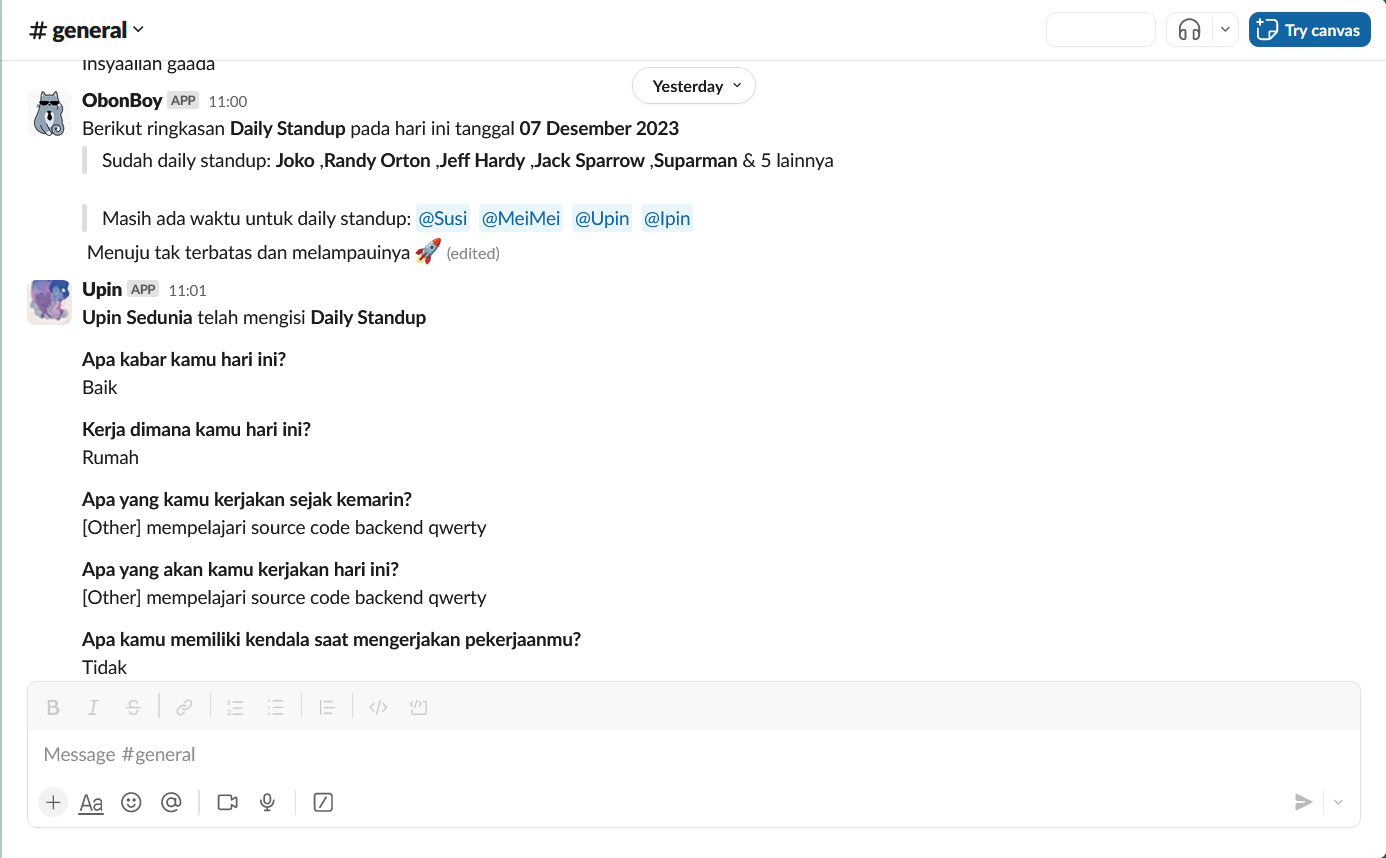 # general
Try canvas
Insyaallah gaada
Yesterday
ObonBoy APP 11:00
Berikut ringkasan Daily Standup pada hari ini tanggal 07 Desember 2023
Sudah daily standup: Joko ,Randy Orton ,Jeff Hardy ,Jack Sparrow ,Suparman & 5 lainnya
Masih ada waktu untuk daily standup: @Susi @MeiMei @Upin @Ipin
Menuju tak terbatas dan melampauinya 🚀 (edited)
Upin APP 11:01
Upin Sedunia telah mengisi Daily Standup
Apa kabar kamu hari ini?
Baik
Kerja dimana kamu hari ini?
Rumah
Apa yang kamu kerjakan sejak kemarin?
[Other] mempelajari source code backend qwerty
Apa yang akan kamu kerjakan hari ini?
[Other] mempelajari source code backend qwerty
Apa kamu memiliki kendala saat mengerjakan pekerjaanmu?
Tidak
Message #general
Aa